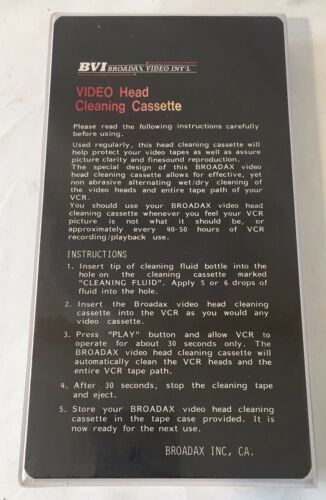 BVI BROADAX VIDEO INT'L
VIDEO Head
Cleaning Cassette
Please read the following instructions carefully
before using.
Used regularly, this head cleaning cassette will
help protect your video tapes as well as assure
picture clarity and finesound reproduction.
The special design of this BROADAX video
head cleaning cassette allows for effective, yet
non abrasive alternating wet/dry cleaning of
the video heads and entire tape path of your
VCR.
You should use your BROADAX video head
cleaning cassette whenever you feel your VCR
picture is not what it should be, or
approximately every 40-50 hours of VCR
recording/playback use.
INSTRUCTIONS
1. Insert tip of cleaning fluid bottle into the
hole on the cleaning cassette marked
"CLEANING FLUID". Apply 5 or 6 drops of
fluid into the hole.
2. Insert the Broadax video head cleaning
cassette into the VCR as you would any
video cassette.
3. Press "PLAY" button and allow VCR to
operate for about 30 seconds only. The
BROADAX video head cleaning cassette will
automatically clean the VCR heads and the
entire VCR tape path.
4. After 30 seconds, stop the cleaning tape
and eject.
5. Store your BROADAX video head cleaning
cassette in the tape case provided. It is
now ready for the next use.
BROADAX INC, CA.